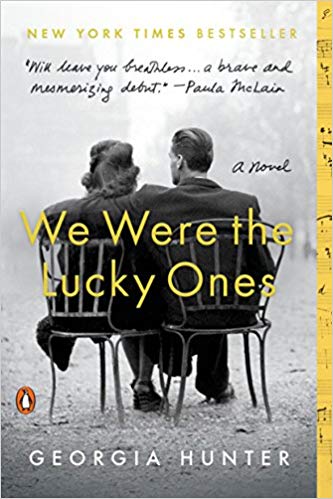 NEW YORK TIMES BESTSELLER
"Will leave you breathless...a brave and
mesmerizing debut." —Paula McLain
a novel
We Were the
Lucky Ones
GEORGIA HUNTER